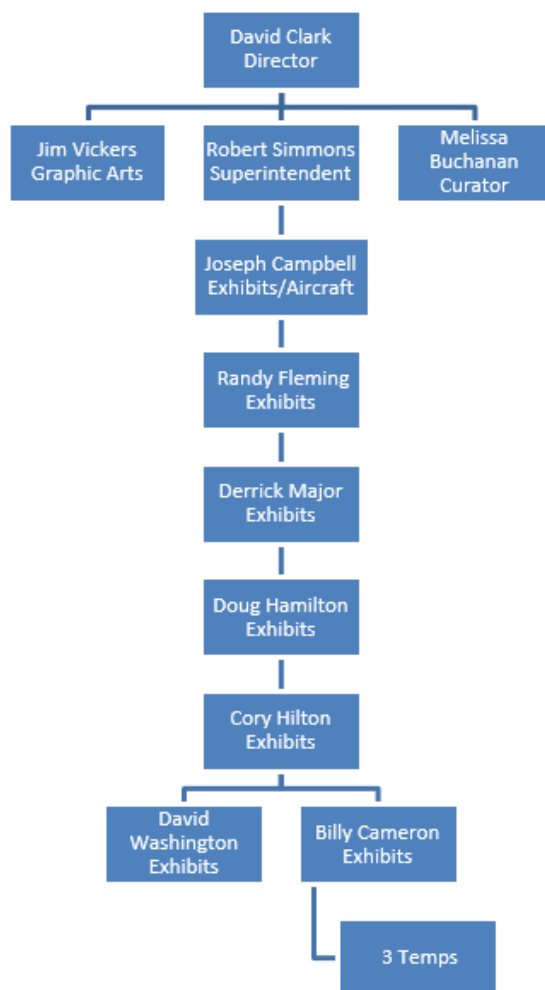 David Clark
Director
Jim Vickers
Graphic Arts
Robert Simmons
Superintendent
Melissa
Buchanan
Curator
Joseph Campbell
Exhibits/Aircraft
Randy Fleming
Exhibits
Derrick Major
Exhibits
Doug Hamilton
Exhibits
Cory Hilton
Exhibits
David
Washington
Exhibits
Billy Cameron
Exhibits
3 Temps